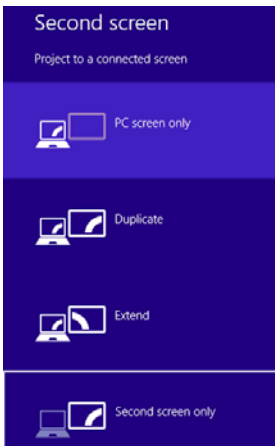 Second screen
Project to a connected screen
PC screen only
Duplicate
Extend
Second screen only